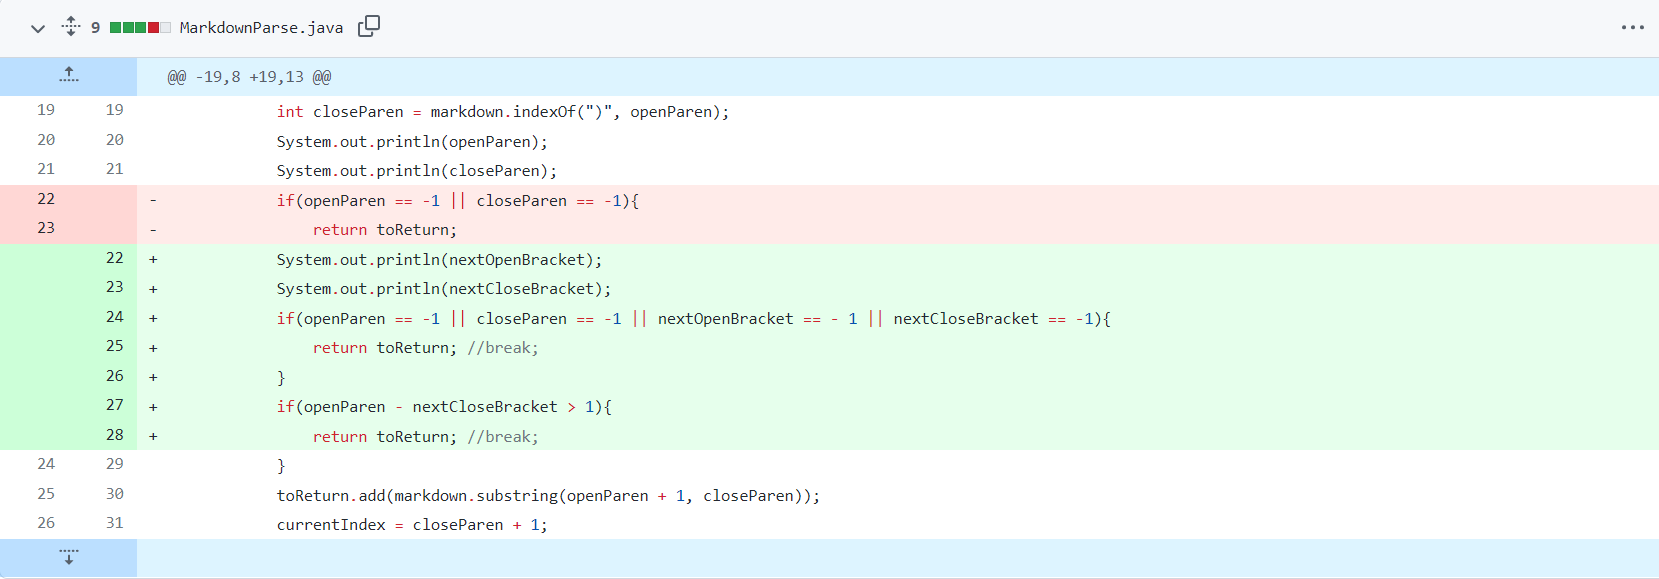 9 MarkdownParse.java
@@ -19,8 +19,13 @@
19 19 int closeParen = markdown.indexOf(")", openParen);
20 20 System.out.println(openParen);
21 21 System.out.println(closeParen);
22 - if(openParen == -1 || closeParen == -1){
23 - return toReturn;
22 + System.out.println(nextOpenBracket);
23 + System.out.println(nextCloseBracket);
24 + if(openParen == -1 || closeParen == -1 || nextOpenBracket == - 1 || nextCloseBracket == -1){
25 + return toReturn; //break;
26 + }
27 + if(openParen - nextCloseBracket > 1){
28 + return toReturn; //break;
24 29 }
25 30 toReturn.add(markdown.substring(openParen + 1, closeParen));
26 31 currentIndex = closeParen + 1;